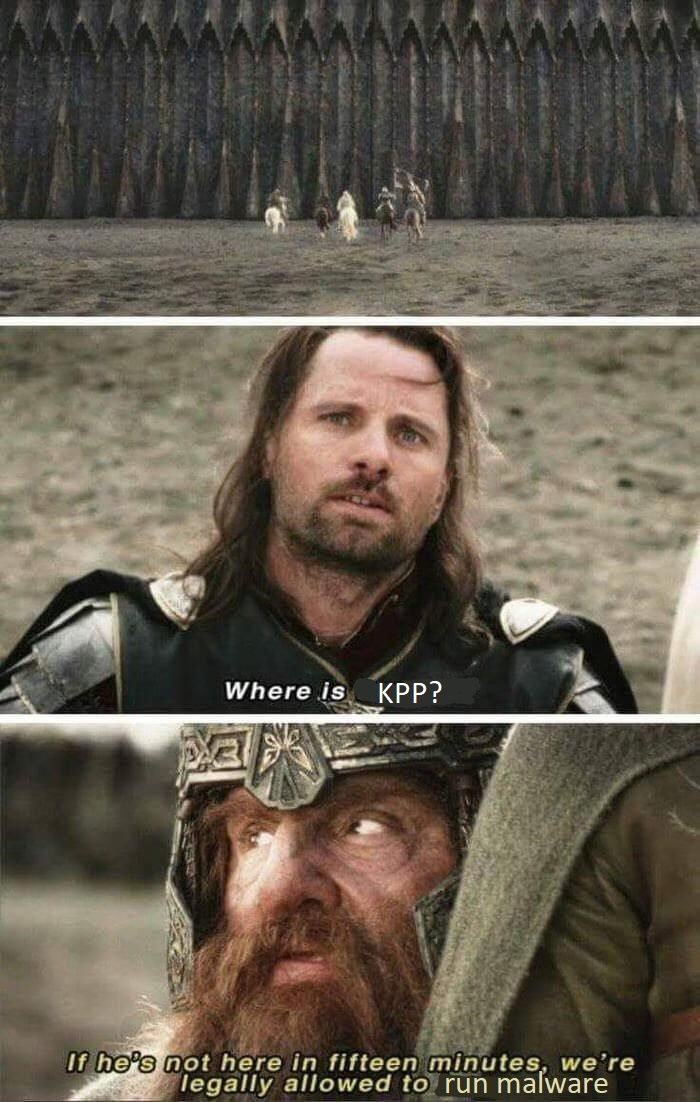 Where is KPP?
If he's not here in fifteen minutes, we're
legally allowed to run malware